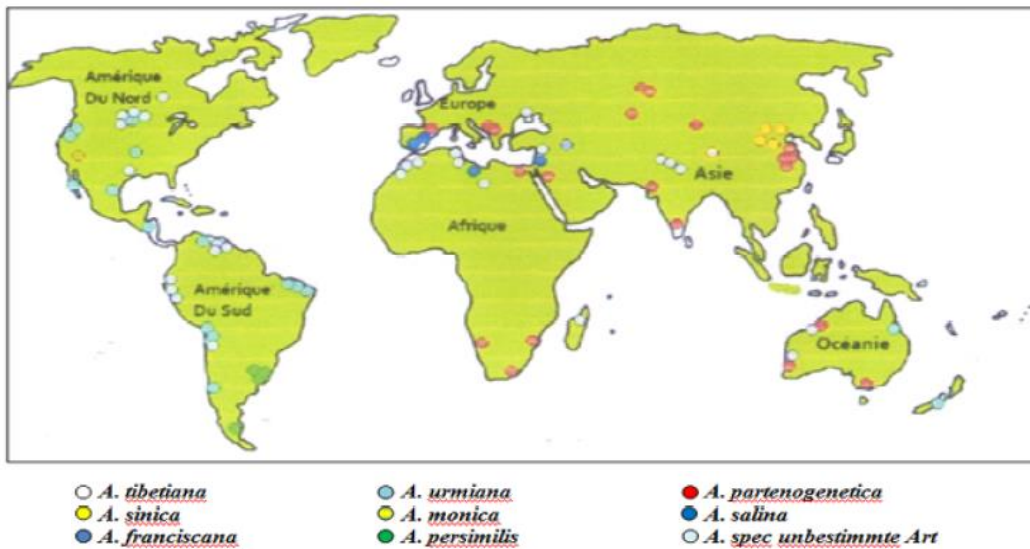 Amérique
Du Nord
Europe
Asie
Afrique
Amérique
Du Sud
Océanie
A. tibetiana
A. urmiana
A. partenogenetica
A. sinica
A. monica
A. salina
A. franciscana
A. persimilis
A. spec unbestimmte Art